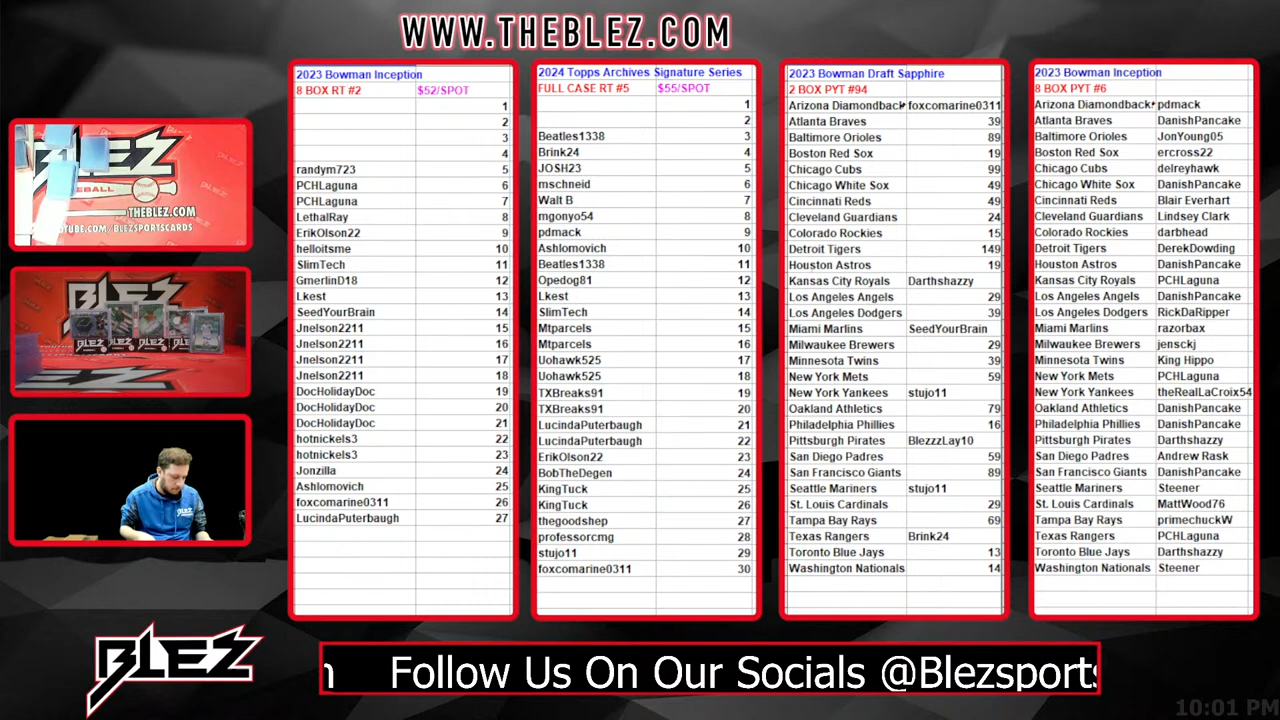 WWW.THEBLEZ.COM
2023 Bowman Inception
8 BOX RT #2 $52/SPOT
1
2
3
4
randym723 5
PCHLaguna 6
PCHLaguna 7
LethalRay 8
ErikOlson22 9
helloitsme 10
SlimTech 11
GmerlinD18 12
Lkest 13
SeedYourBrain 14
Jnelson2211 15
Jnelson2211 16
Jnelson2211 17
Jnelson2211 18
DocHolidayDoc 19
DocHolidayDoc 20
DocHolidayDoc 21
hotnickels3 22
hotnickels3 23
Jonzilla 24
Ashlomovich 25
foxcomarine0311 26
LucindaPuterbaugh 27
2024 Topps Archives Signature Series
FULL CASE RT #5 $55/SPOT
1
2
Beatles1338 3
Brink24 4
JOSH23 5
mschneid 6
Walt B 7
mgonyo54 8
pdmack 9
Ashlomovich 10
Beatles1338 11
Opedog81 12
Lkest 13
SlimTech 14
Mtparcels 15
Mtparcels 16
Uohawk525 17
Uohawk525 18
TXBreaks91 19
TXBreaks91 20
LucindaPuterbaugh 21
LucindaPuterbaugh 22
ErikOlson22 23
BobTheDegen 24
KingTuck 25
KingTuck 26
thegoodshep 27
professorcmg 28
stujo11 29
foxcomarine0311 30
2023 Bowman Draft Sapphire
2 BOX PYT #94
Arizona Diamondback foxcomarine0311
Atlanta Braves 39
Baltimore Orioles 89
Boston Red Sox 19
Chicago Cubs 99
Chicago White Sox 49
Cincinnati Reds 49
Cleveland Guardians 24
Colorado Rockies 15
Detroit Tigers 149
Houston Astros 19
Kansas City Royals Darthshazzy
Los Angeles Angels 29
Los Angeles Dodgers 39
Miami Marlins SeedYourBrain
Milwaukee Brewers 29
Minnesota Twins 39
New York Mets 59
New York Yankees stujo11
Oakland Athletics 79
Philadelphia Phillies 16
Pittsburgh Pirates BlezzzLay10
San Diego Padres 59
San Francisco Giants 89
Seattle Mariners stujo11
St. Louis Cardinals 29
Tampa Bay Rays 69
Texas Rangers Brink24
Toronto Blue Jays 13
Washington Nationals 14
2023 Bowman Inception
8 BOX PYT #6
Arizona Diamondback pdmack
Atlanta Braves DanishPancake
Baltimore Orioles JonYoung05
Boston Red Sox ercross22
Chicago Cubs delreyhawk
Chicago White Sox DanishPancake
Cincinnati Reds Blair Everhart
Cleveland Guardians Lindsey Clark
Colorado Rockies darbhead
Detroit Tigers DerekDowding
Houston Astros DanishPancake
Kansas City Royals PCHLaguna
Los Angeles Angels DanishPancake
Los Angeles Dodgers RickDaRipper
Miami Marlins razorbax
Milwaukee Brewers jensckj
Minnesota Twins King Hippo
New York Mets PCHLaguna
New York Yankees theRealLaCroix54
Oakland Athletics DanishPancake
Philadelphia Phillies DanishPancake
Pittsburgh Pirates Darthshazzy
San Diego Padres Andrew Rask
San Francisco Giants DanishPancake
Seattle Mariners Steener
St. Louis Cardinals MattWood76
Tampa Bay Rays primechuckW
Texas Rangers PCHLaguna
Toronto Blue Jays Darthshazzy
Washington Nationals Steener
BLEZ
THEBLEZ.COM
BLEZ
BLEZ
BLEZ
n Follow Us On Our Socials @Blezsports
10:01 PM